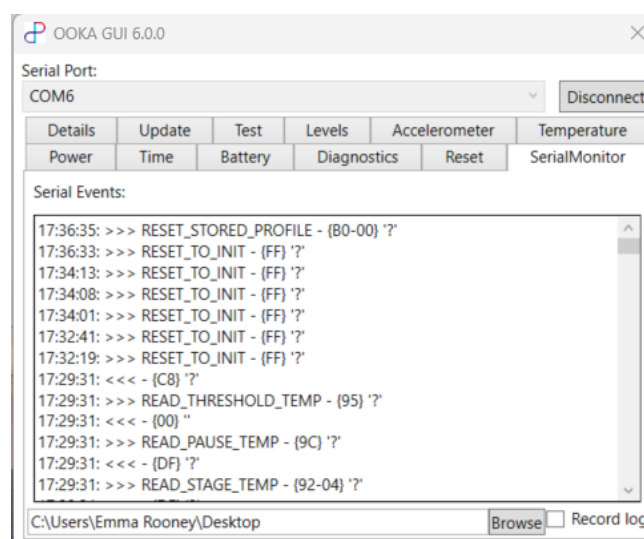 OOKA GUI 6.0.0
Serial Port:
COM6
Disconnect
Details Update Test Levels Accelerometer Temperature
Power Time Battery Diagnostics Reset SerialMonitor
Serial Events:
17:36:35: >>> RESET_STORED_PROFILE - {B0-00} '?'
17:36:33: >>> RESET_TO_INIT - {FF} '?'
17:34:13: >>> RESET_TO_INIT - {FF} '?'
17:34:08: >>> RESET_TO_INIT - {FF} '?'
17:34:01: >>> RESET_TO_INIT - {FF} '?'
17:32:41: >>> RESET_TO_INIT - {FF} '?'
17:32:19: >>> RESET_TO_INIT - {FF} '?'
17:29:31: <<< - {C8} '?'
17:29:31: >>> READ_THRESHOLD_TEMP - {95} '?'
17:29:31: <<< - {00} ''
17:29:31: >>> READ_PAUSE_TEMP - {9C} '?'
17:29:31: <<< - {DF} '?'
17:29:31: >>> READ_STAGE_TEMP - {92-04} '?'
C:\Users\Emma Rooney\Desktop
Browse
Record log